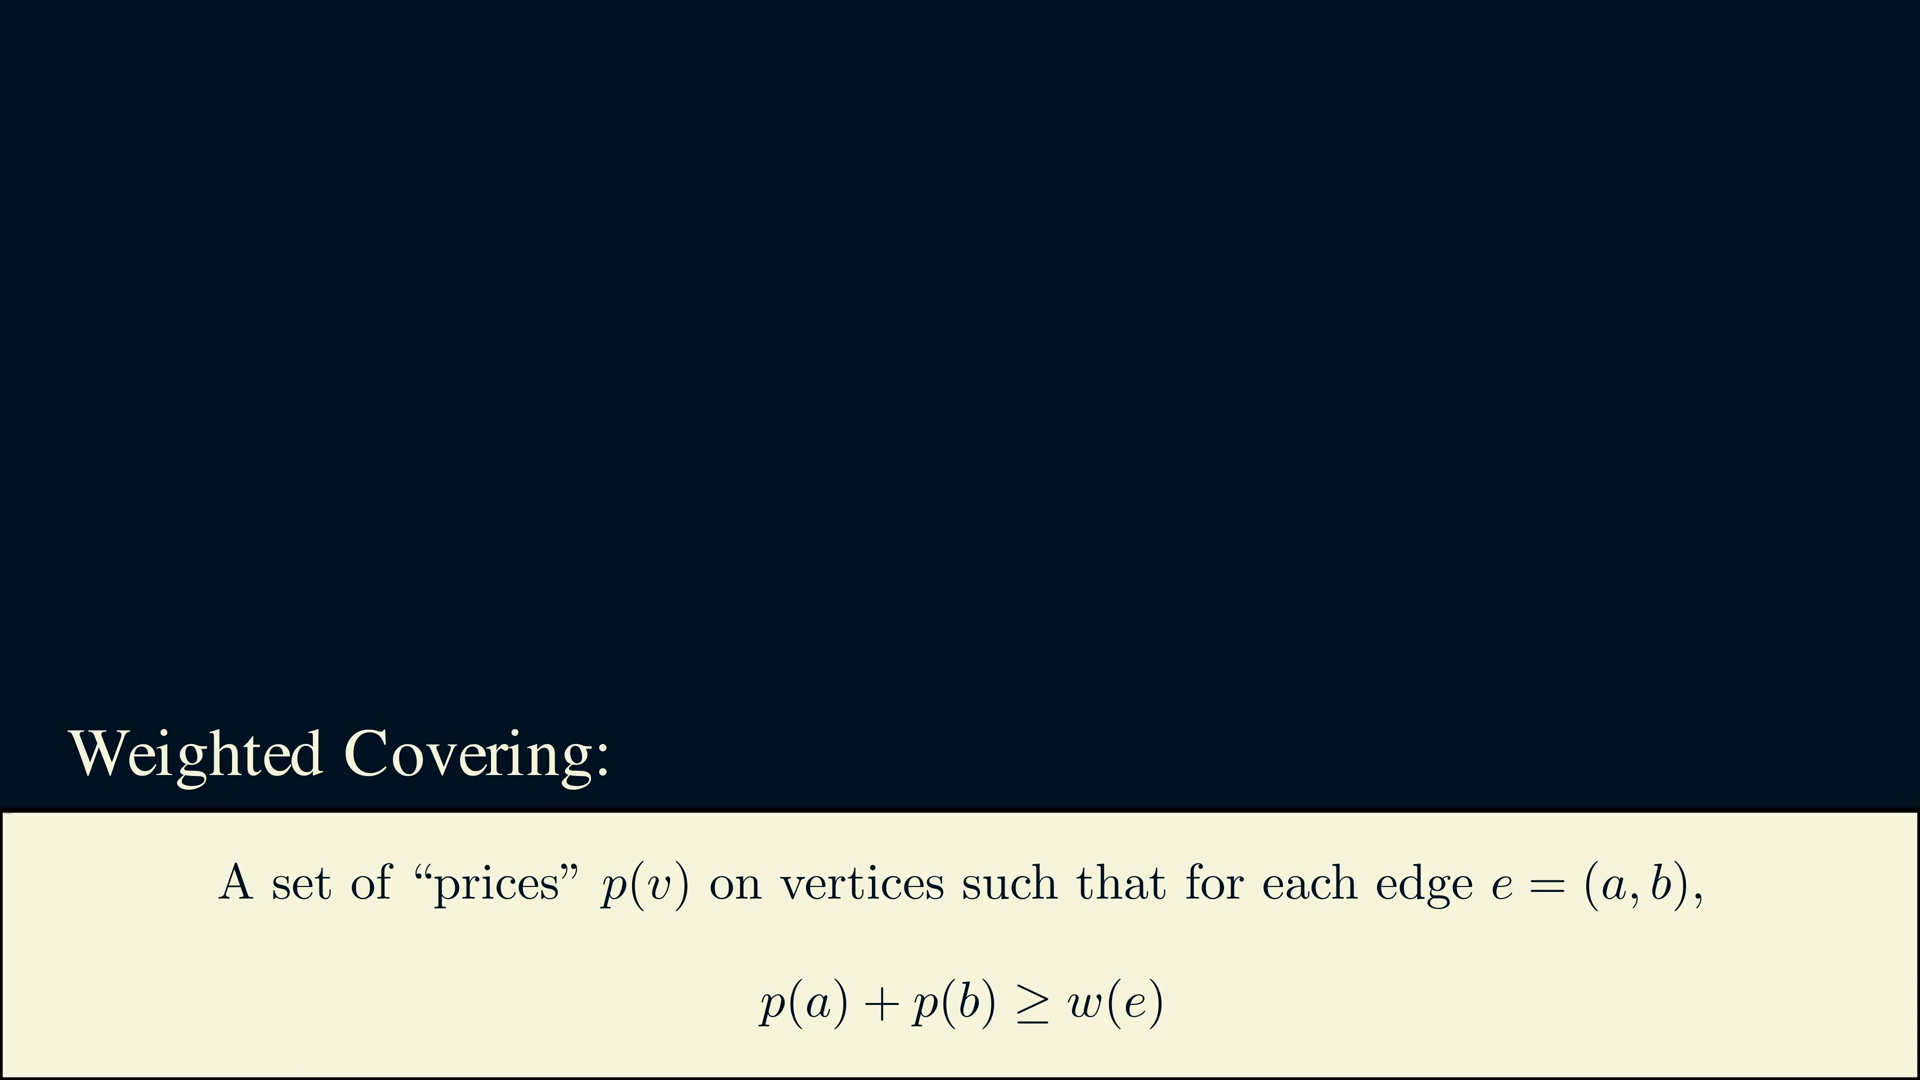 Weighted Covering:
A set of “prices” p(v) on vertices such that for each edge e = (a, b),
p(a) + p(b) ≥ w(e)